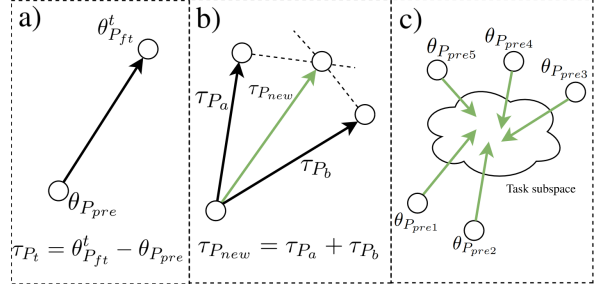 a)
θ^t_{P_{ft}}
θ_{P_{pre}}
τ_{P_t} = θ^t_{P_{ft}} − θ_{P_{pre}}
b)
τ_{P_a}
τ_{P_{new}}
τ_{P_b}
τ_{P_{new}} = τ_{P_a} + τ_{P_b}
c)
θ_{P_{pre5}}
θ_{P_{pre4}}
θ_{P_{pre3}}
Task subspace
θ_{P_{pre1}}
θ_{P_{pre2}}